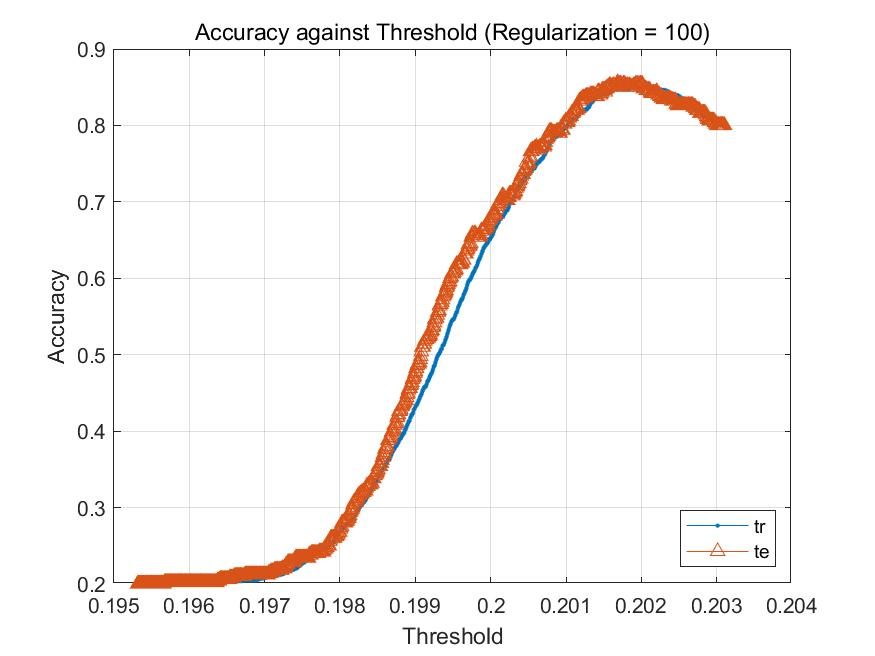 Accuracy against Threshold (Regularization = 100)
0.9
0.8
0.7
0.6
0.5
0.4
0.3
0.2
Accuracy
tr
te
0.195 0.196 0.197 0.198 0.199 0.2 0.201 0.202 0.203 0.204
Threshold